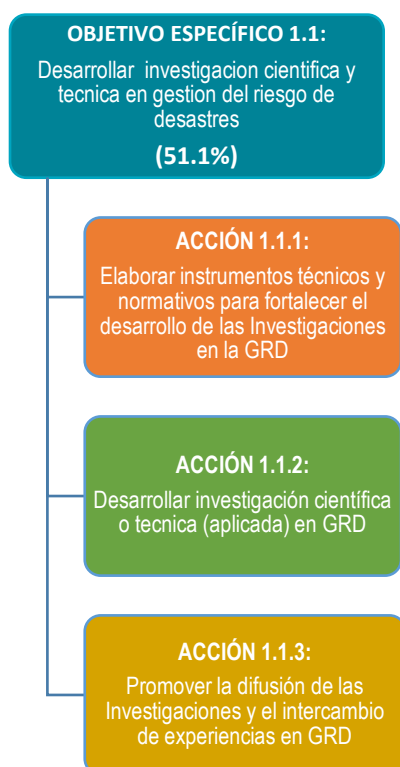 OBJETIVO ESPECÍFICO 1.1:
Desarrollar investigacion cientifica y
tecnica en gestion del riesgo de
desastres
(51.1%)
ACCIÓN 1.1.1:
Elaborar instrumentos técnicos y
normativos para fortalecer el
desarrollo de las Investigaciones
en la GRD
ACCIÓN 1.1.2:
Desarrollar investigación científica
o tecnica (aplicada) en GRD
ACCIÓN 1.1.3:
Promover la difusión de las
Investigaciones y el intercambio
de experiencias en GRD